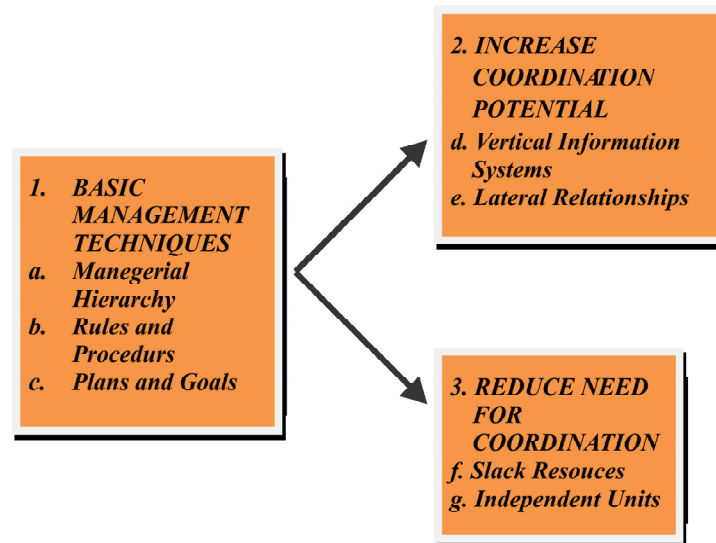 1. BASIC
MANAGEMENT
TECHNIQUES
a. Manegerial
Hierarchy
b. Rules and
Procedurs
c. Plans and Goals
2. INCREASE
COORDINATION
POTENTIAL
d. Vertical Information
Systems
e. Lateral Relationships
3. REDUCE NEED
FOR
COORDINATION
f. Slack Resouces
g. Independent Units